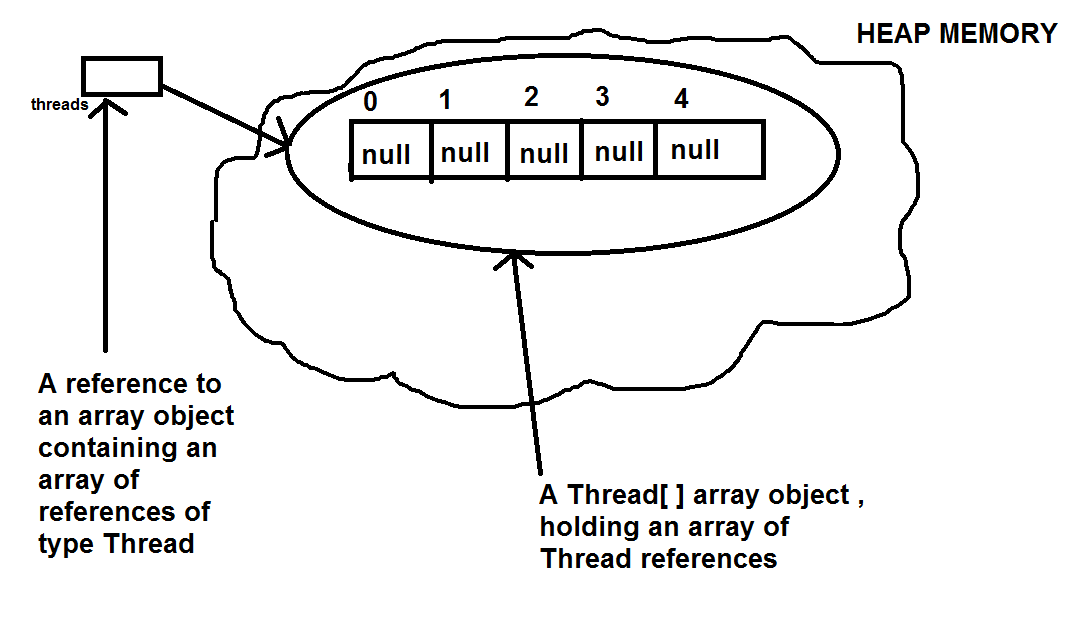 HEAP MEMORY
threads
0 1 2 3 4
null null null null null
A reference to
an array object
containing an
array of
references of
type Thread
A Thread[ ] array object ,
holding an array of
Thread references